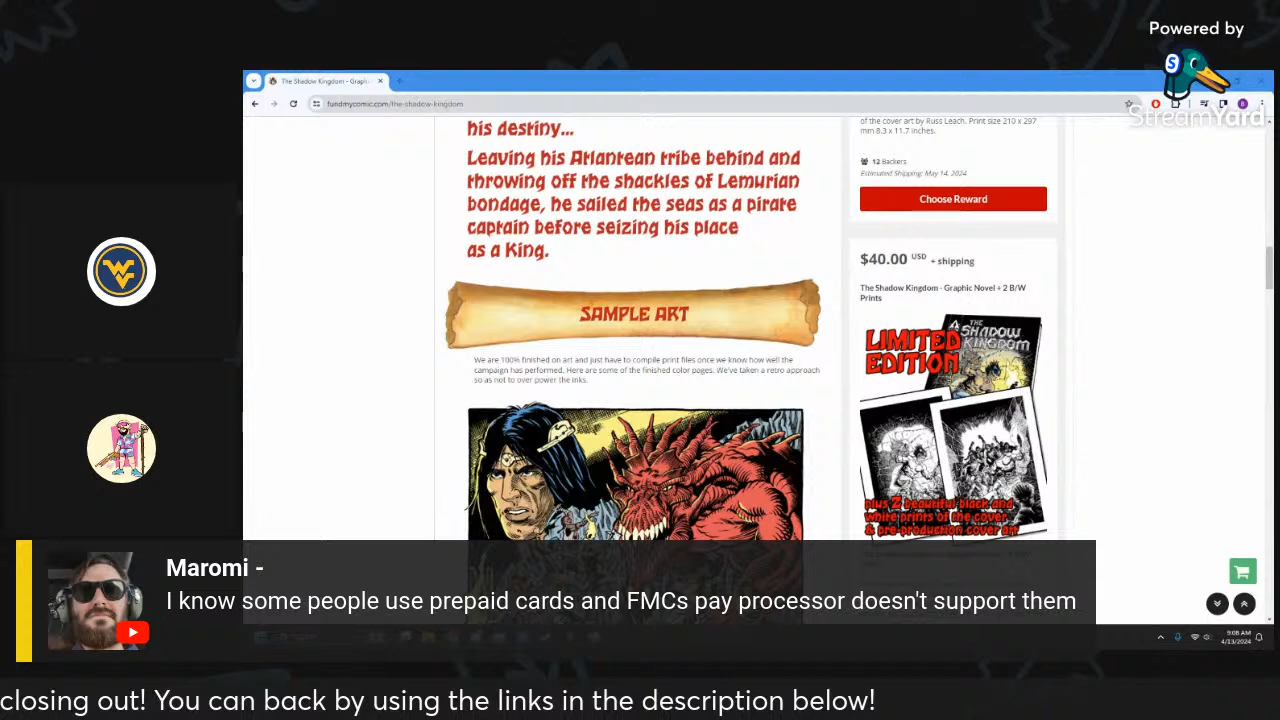 Powered by
StreamYard
The Shadow Kingdom - Graph
fundmycomic.com/the-shadow-kingdom
his destiny...
Leaving his Atlantean tribe behind and
throwing off the shackles of Lemurian
bondage, he sailed the seas as a pirate
captain before seizing his place
as a King.
SAMPLE ART
We are 100% finished on art and just have to compile print files once we know how well the
campaign has performed. Here are some of the finished color pages. We've taken a retro approach
so as not to over power the inks.
of the cover art by Russ Leach. Print size 210 x 297
mm 8.3 x 11.7 inches.
12 Backers
Estimated Shipping: May 14, 2024
Choose Reward
$40.00 USD + shipping
The Shadow Kingdom - Graphic Novel + 2 B/W
Prints
THE
SHADOW
KINGDOM
LIMITED
EDITION
plus 2 beautiful black and
white prints of the cover
& pre-production cover art
Maromi -
I know some people use prepaid cards and FMCs pay processor doesn't support them
9:08 AM
4/13/2024
closing out! You can back by using the links in the description below!